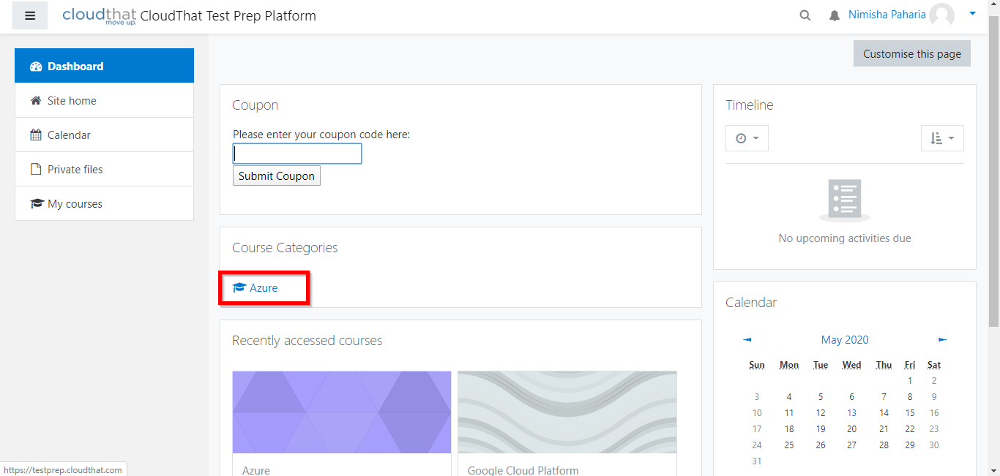 cloudthat
move up.
CloudThat Test Prep Platform
Nimisha Paharia
Customise this page
Dashboard
Site home
Calendar
Private files
My courses
Coupon
Please enter your coupon code here:
Submit Coupon
Course Categories
Azure
Recently accessed courses
Azure
Google Cloud Platform
Timeline
No upcoming activities due
Calendar
May 2020
Sun Mon Tue Wed Thu Fri Sat
1 2
3 4 5 6 7 8 9
10 11 12 13 14 15 16
17 18 19 20 21 22 23
24 25 26 27 28 29 30
31
https://testprep.cloudthat.com